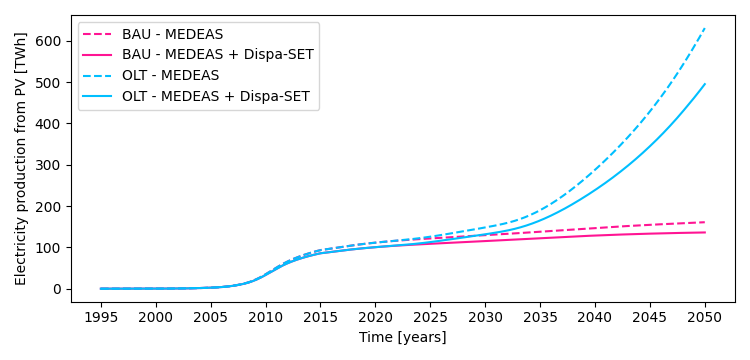 BAU - MEDEAS
BAU - MEDEAS + Dispa-SET
OLT - MEDEAS
OLT - MEDEAS + Dispa-SET
Electricity production from PV [TWh]
600
500
400
300
200
100
0
1995 2000 2005 2010 2015 2020 2025 2030 2035 2040 2045 2050
Time [years]